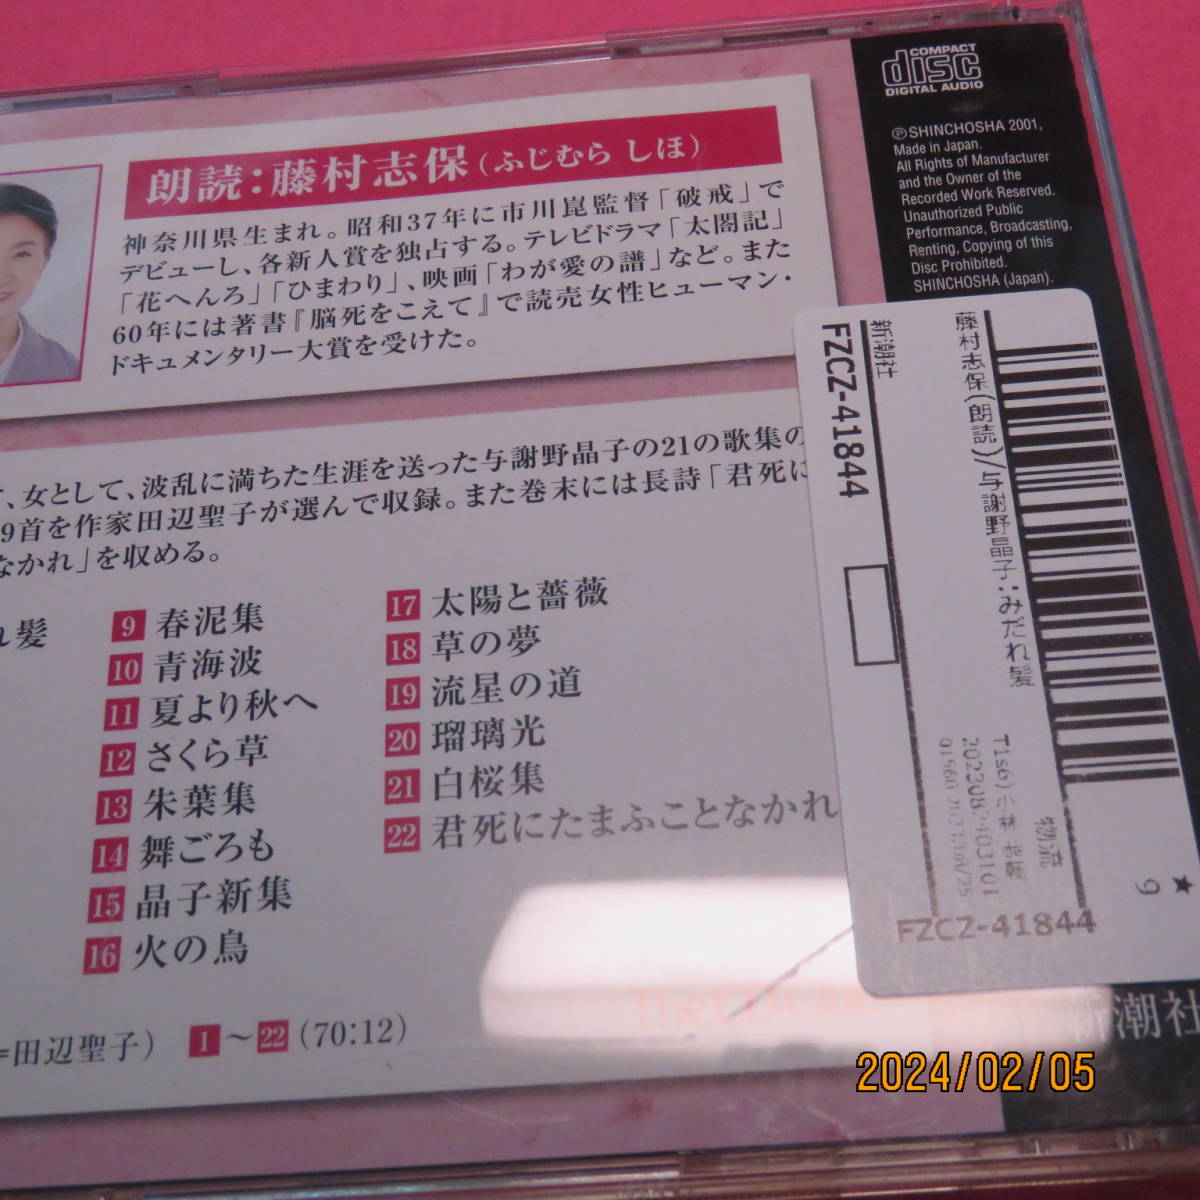 COMPACT
disc
DIGITAL AUDIO
ⓅSHINCHOSHA 2001,
Made in Japan.
All Rights of Manufacturer
and the Owner of the
Recorded Work Reserved.
Unauthorized Public
Performance, Broadcasting,
Renting, Copying of this
Disc Prohibited.
SHINCHOSHA (Japan).
朗読:藤村志保(ふじむら しほ)
神奈川県生まれ。昭和37年に市川崑監督「破戒」で
デビューし、各新人賞を独占する。テレビドラマ「太閤記」
「花へんろ」「ひまわり」、映画「わが愛の譜」など。また
60年には著書『脳死をこえて』で読売女性ヒューマン・
ドキュメンタリー大賞を受けた。
て、女として、波乱に満ちた生涯を送った与謝野晶子の21の歌集の
9首を作家田辺聖子が選んで収録。また巻末には長詩「君死に
なかれ」を収める。
れ髪
9 春泥集
10 青海波
11 夏より秋へ
12 さくら草
13 朱葉集
14 舞ごろも
15 晶子新集
16 火の鳥
17 太陽と薔薇
18 草の夢
19 流星の道
20 瑠璃光
21 白桜集
22 君死にたまふことなかれ
=田辺聖子) 1～22 (70:12)
藤村志保(朗読)/与謝野晶子:みだれ髪
新潮社
FZCZ-41844
物流
★
9
FZCZ-41844
The CD Club
新潮社
2024/02/05